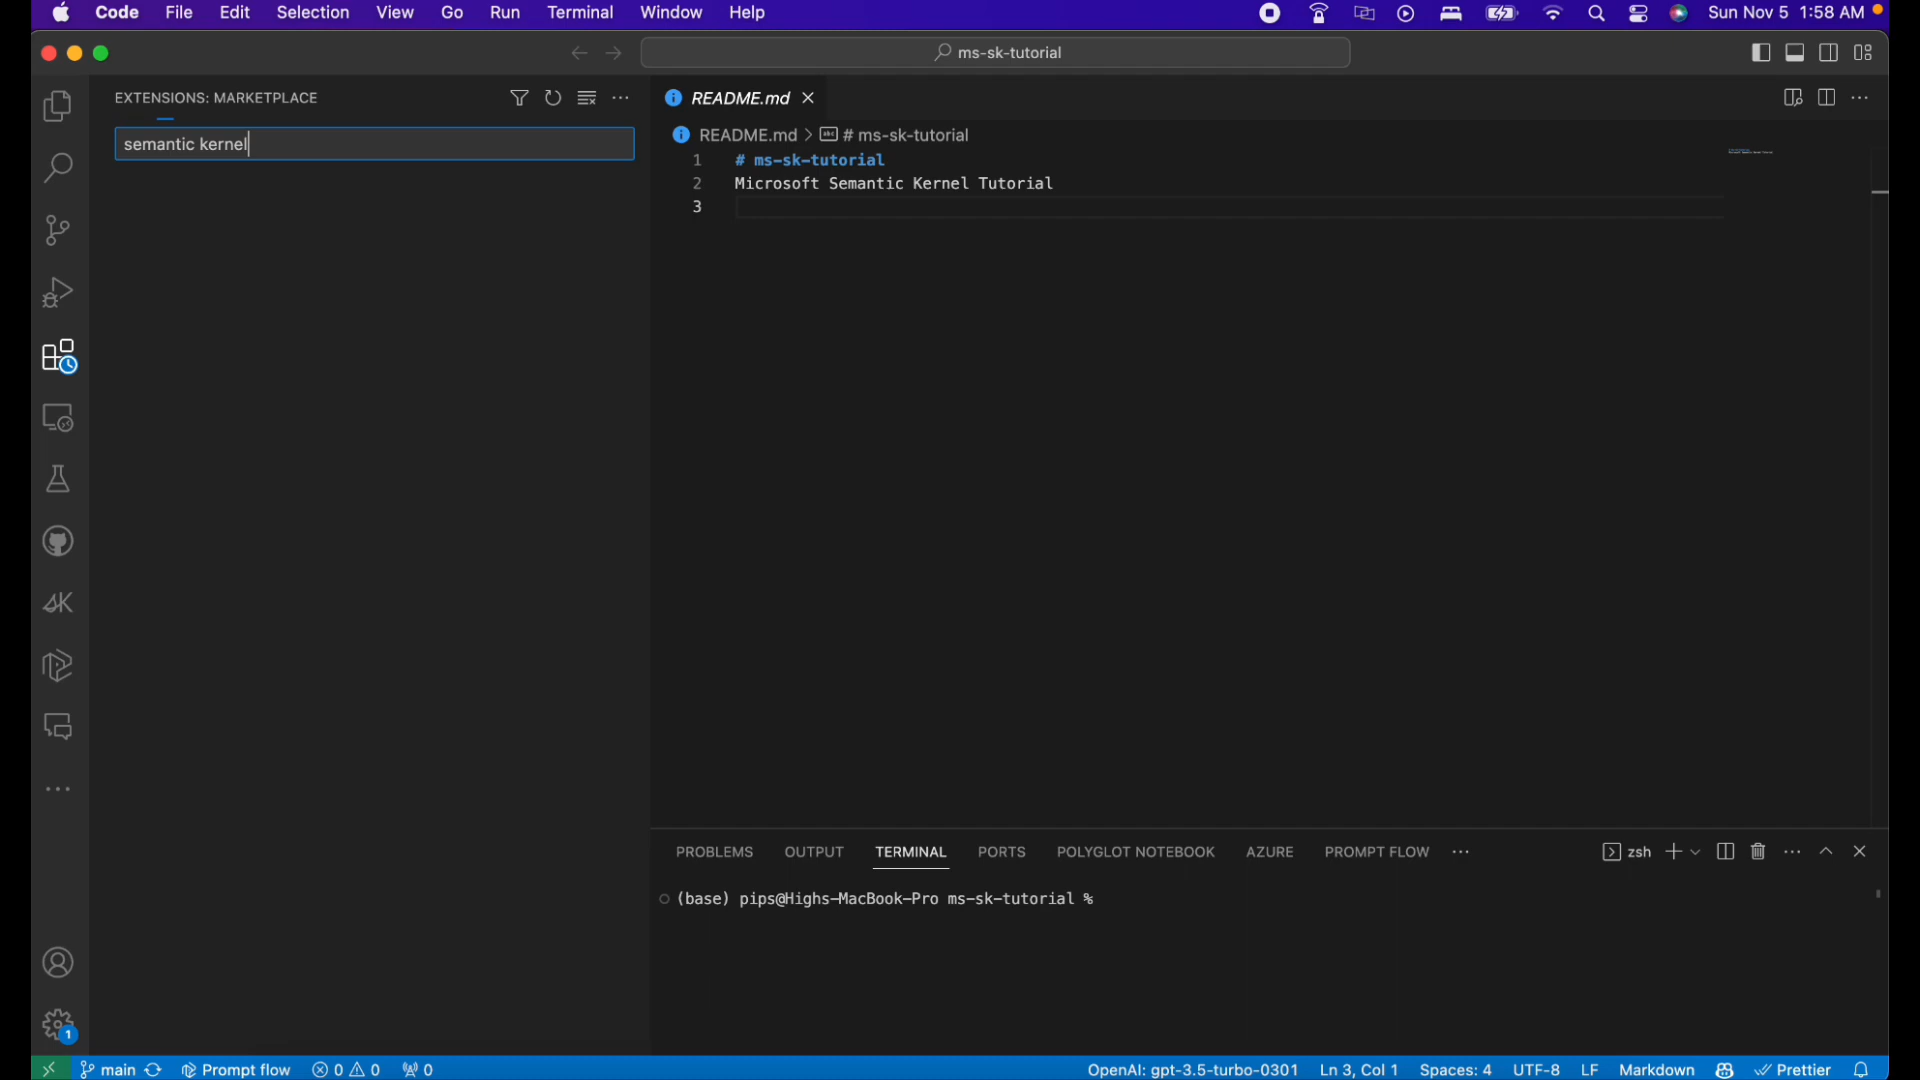 Code File Edit Selection View Go Run Terminal Window Help Sun Nov 5 1:58 AM
ms-sk-tutorial
EXTENSIONS: MARKETPLACE
semantic kernel
README.md
README.md > # ms-sk-tutorial
1 # ms-sk-tutorial
2 Microsoft Semantic Kernel Tutorial
3
PROBLEMS OUTPUT TERMINAL PORTS POLYGLOT NOTEBOOK AZURE PROMPT FLOW zsh
(base) pips@Highs-MacBook-Pro ms-sk-tutorial %
1
main Prompt flow 0 0 0 OpenAI: gpt-3.5-turbo-0301 Ln 3, Col 1 Spaces: 4 UTF-8 LF Markdown Prettier